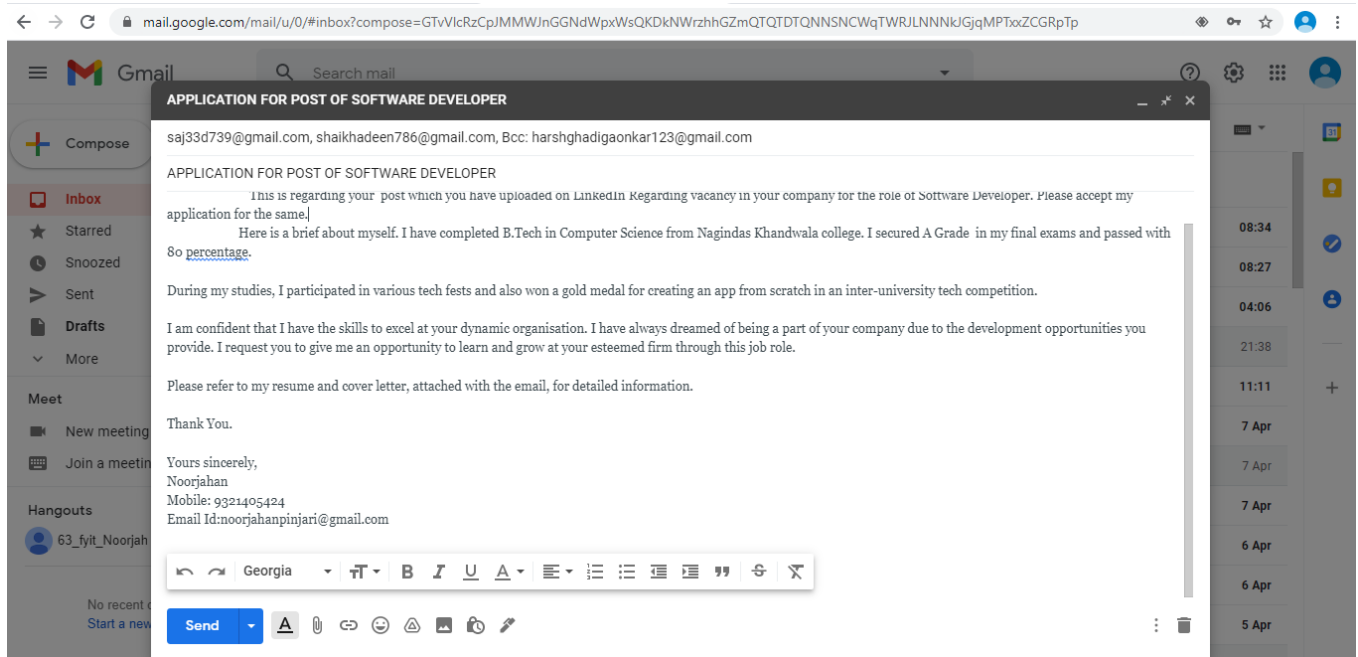 mail.google.com/mail/u/0/#inbox?compose=GTvVlcRzCpJMMWJnGGNdWpxWsQKDkNWrzhhGZmQTQTDTQNNSNCWqTWRJLNNNkJGjqMPTxxZCGRpTp
Gmail
Search mail
APPLICATION FOR POST OF SOFTWARE DEVELOPER
saj33d739@gmail.com, shaikhadeen786@gmail.com, Bcc: harshghadigaonkar123@gmail.com
APPLICATION FOR POST OF SOFTWARE DEVELOPER
This is regarding your  post which you have uploaded on LinkedIn Regarding vacancy in your company for the role of Software Developer. Please accept my
application for the same.
Here is a brief about myself. I have completed B.Tech in Computer Science from Nagindas Khandwala college. I secured A Grade  in my final exams and passed with
80 percentage.
During my studies, I participated in various tech fests and also won a gold medal for creating an app from scratch in an inter-university tech competition.
I am confident that I have the skills to excel at your dynamic organisation. I have always dreamed of being a part of your company due to the development opportunities you
provide. I request you to give me an opportunity to learn and grow at your esteemed firm through this job role.
Please refer to my resume and cover letter, attached with the email, for detailed information.
Thank You.
Yours sincerely,
Noorjahan
Mobile: 9321405424
Email Id:noorjahanpinjari@gmail.com
Georgia
Send
Compose
Inbox
Starred
Snoozed
Sent
Drafts
More
Meet
New meeting
Join a meetin
Hangouts
63_fyit_Noorjah
No recent c
Start a new
08:34
08:27
04:06
21:38
11:11
7 Apr
7 Apr
7 Apr
6 Apr
6 Apr
5 Apr
31